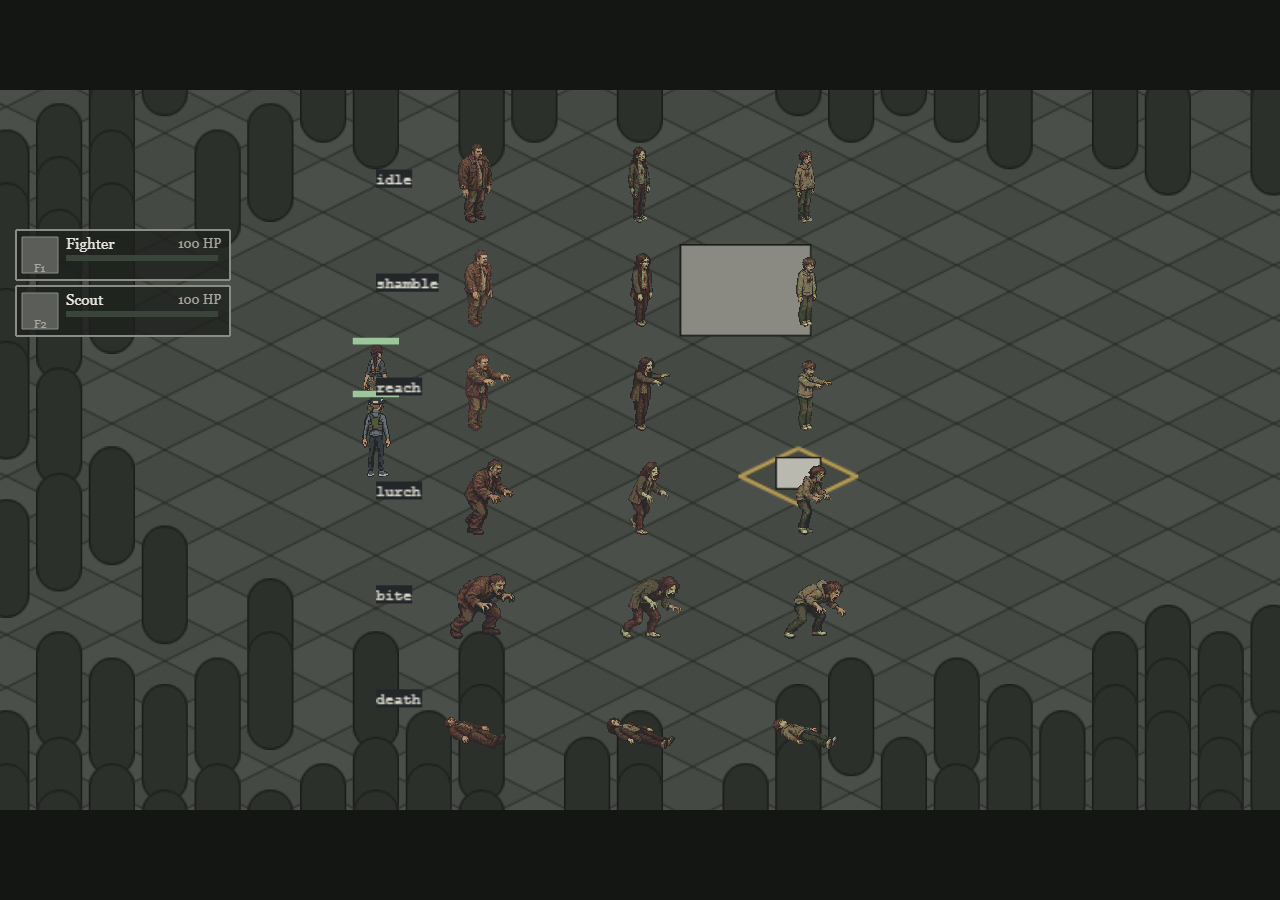 idle
Fighter 100 HP
F1
shamble
Scout 100 HP
F2
reach
lurch
bite
death